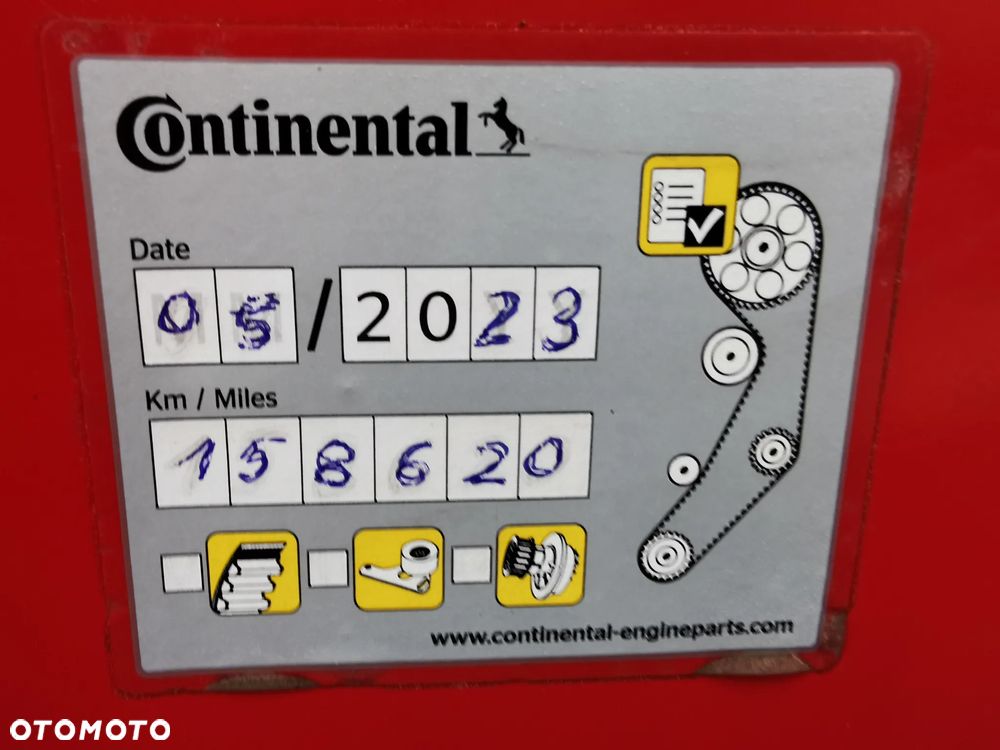 Continental
Date
05/2023
Km / Miles
158620
www.continental-engineparts.com
OTOMOTO